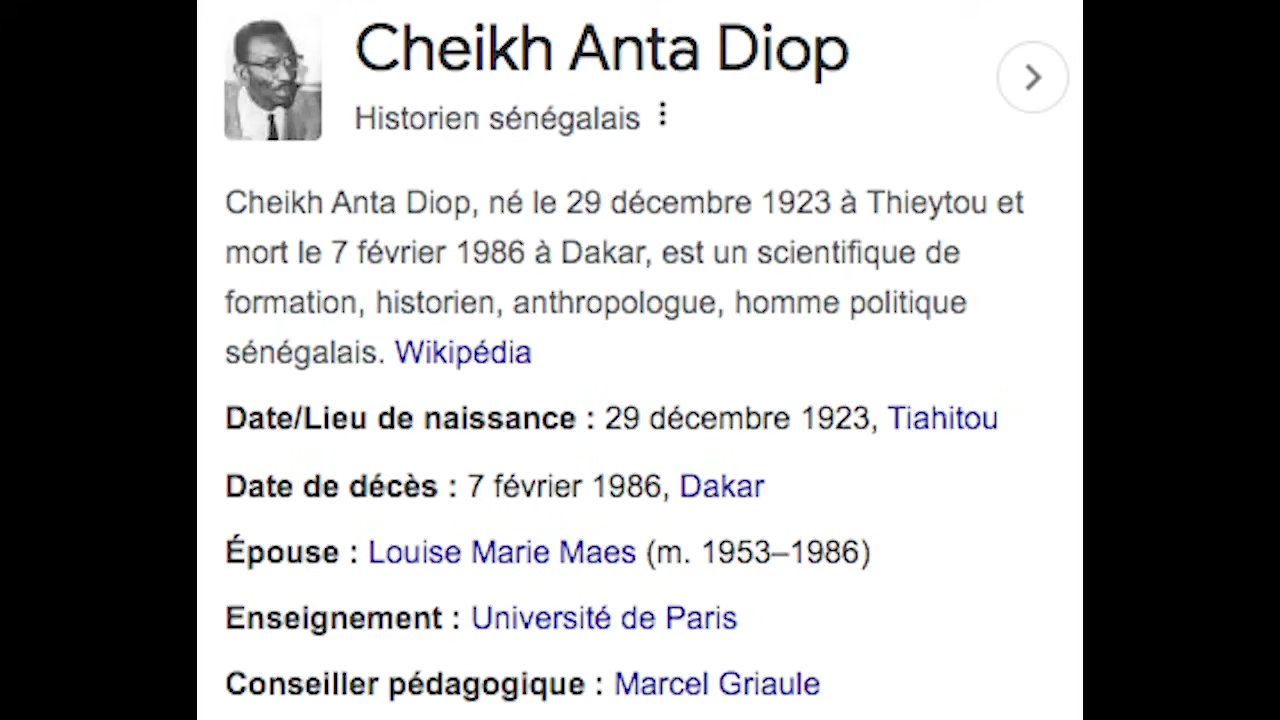 Cheikh Anta Diop
Historien sénégalais
Cheikh Anta Diop, né le 29 décembre 1923 à Thieytou et
mort le 7 février 1986 à Dakar, est un scientifique de
formation, historien, anthropologue, homme politique
sénégalais. Wikipédia
Date/Lieu de naissance : 29 décembre 1923, Tiahitou
Date de décès : 7 février 1986, Dakar
Épouse : Louise Marie Maes (m. 1953–1986)
Enseignement : Université de Paris
Conseiller pédagogique : Marcel Griaule